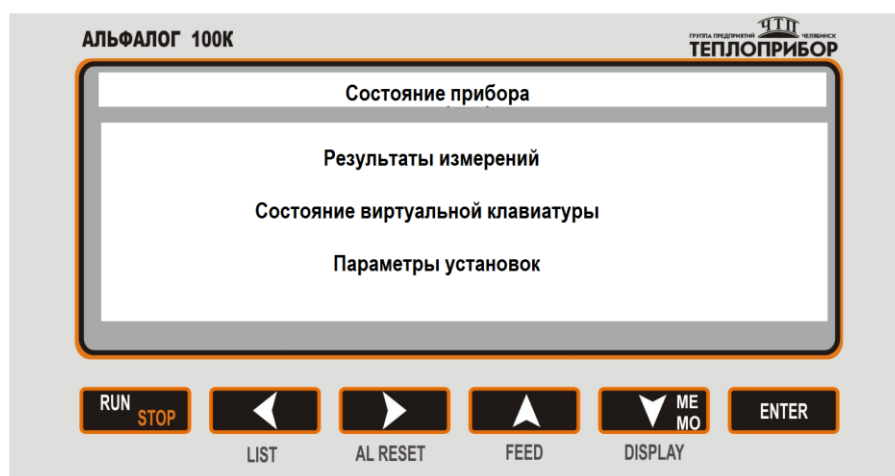 АЛЬФАЛОГ 100К
ЧТП
ГРУППА ПРЕДПРИЯТИЙ ЧЕЛЯБИНСК
ТЕПЛОПРИБОР
Состояние прибора
Результаты измерений
Состояние виртуальной клавиатуры
Параметры установок
RUN STOP
ME MO
ENTER
LIST AL RESET FEED DISPLAY